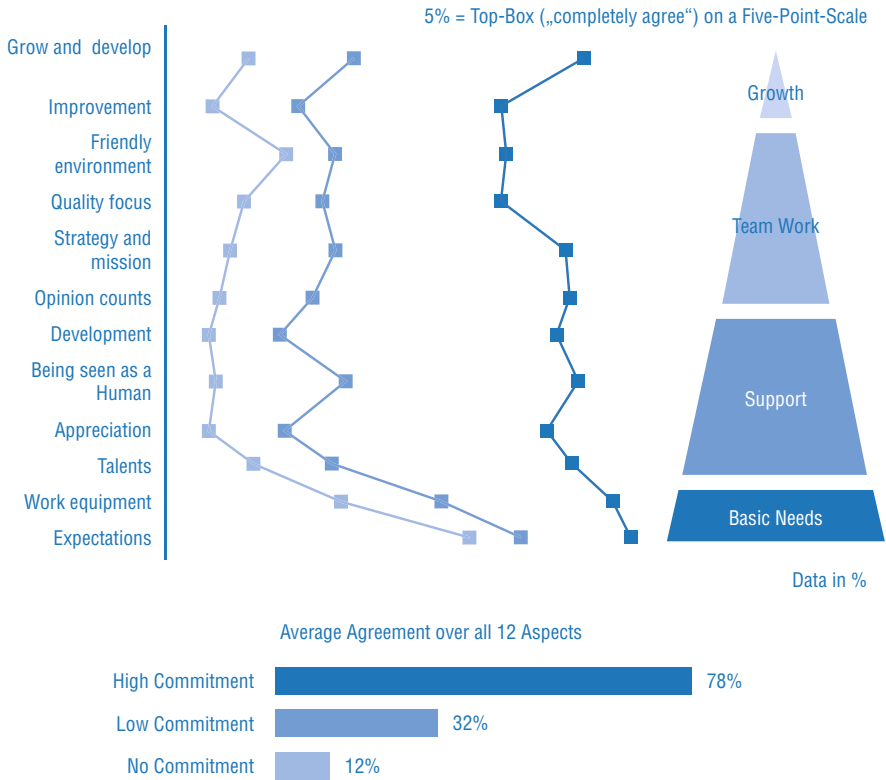 5% = Top-Box („completely agree“) on a Five-Point-Scale
Grow and develop
Improvement
Friendly
environment
Quality focus
Strategy and
mission
Opinion counts
Development
Being seen as a
Human
Appreciation
Talents
Work equipment
Expectations
Growth
Team Work
Support
Basic Needs
Data in %
Average Agreement over all 12 Aspects
High Commitment 78%
Low Commitment 32%
No Commitment 12%